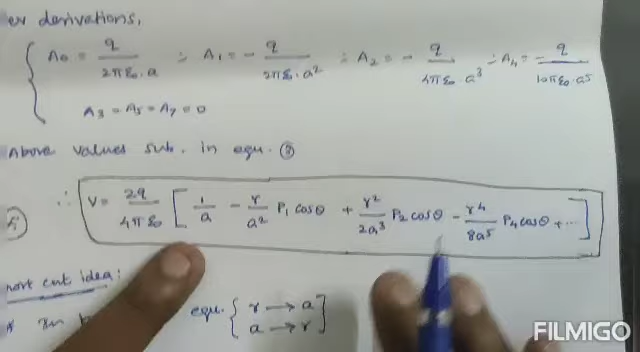 er derivations,
A0 = q / 2πε0·a ∴ A1 = - q / 2πε0·a² ∴ A2 = - q / 4πε0 a³ ∴ A4 = - q / 10πε0·a5
A3 = A5 = A7 = 0
Above values sub. in equ. ③
∴ V = 2q / 4πε0 [ 1/a - r/a² P1 cosθ + r²/2a³ P2 cosθ - r4/8a5 P4 cosθ + ... ]
cut idea:
equ. { r → a
a → r }
FILMIGO